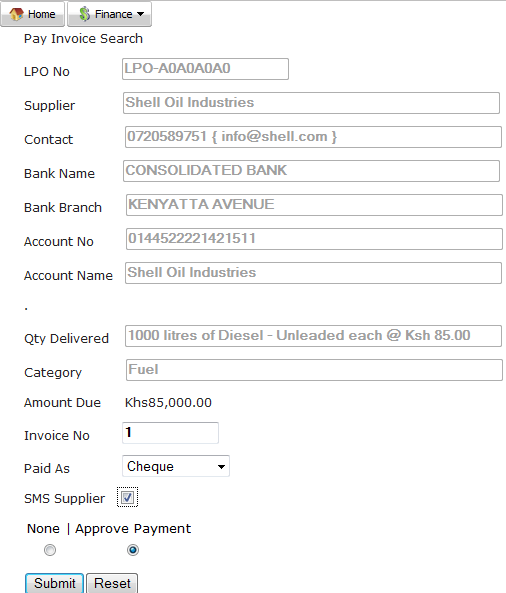 Home Finance
Pay Invoice Search
LPO No LPO-A0A0A0A0
Supplier Shell Oil Industries
Contact 0720589751 { info@shell.com }
Bank Name CONSOLIDATED BANK
Bank Branch KENYATTA AVENUE
Account No 0144522221421511
Account Name Shell Oil Industries
.
Qty Delivered 1000 litres of Diesel - Unleaded each @ Ksh 85.00
Category Fuel
Amount Due Khs85,000.00
Invoice No 1
Paid As Cheque
SMS Supplier
None | Approve Payment
Submit Reset